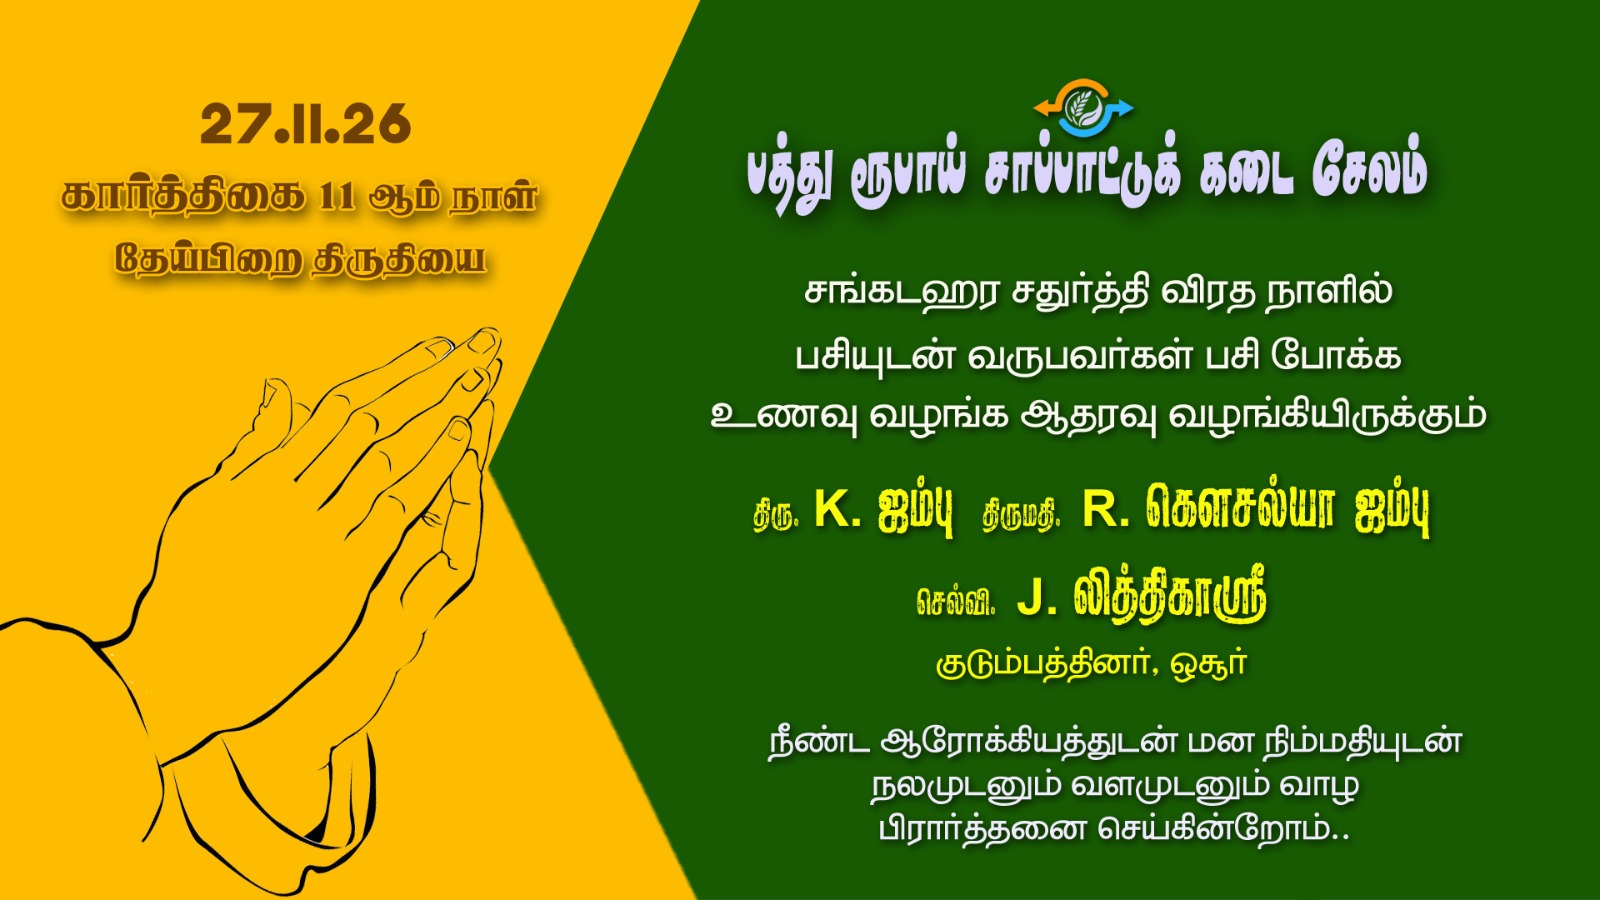 27.11.26
கார்த்திகை 11 ஆம் நாள்
தேய்பிறை திருதியை
பத்து ரூபாய் சாப்பாட்டுக் கடை சேலம்
சங்கடஹர சதுர்த்தி விரத நாளில்
பசியுடன் வருபவர்கள் பசி போக்க
உணவு வழங்க ஆதரவு வழங்கியிருக்கும்
திரு. K. ஜம்பு திருமதி. R. கௌசல்யா ஜம்பு
செல்வி. J. லித்திகாஸ்ரீ
குடும்பத்தினர், ஒசூர்
நீண்ட ஆரோக்கியத்துடன் மன நிம்மதியுடன்
நலமுடனும் வளமுடனும் வாழ
பிரார்த்தனை செய்கின்றோம்..